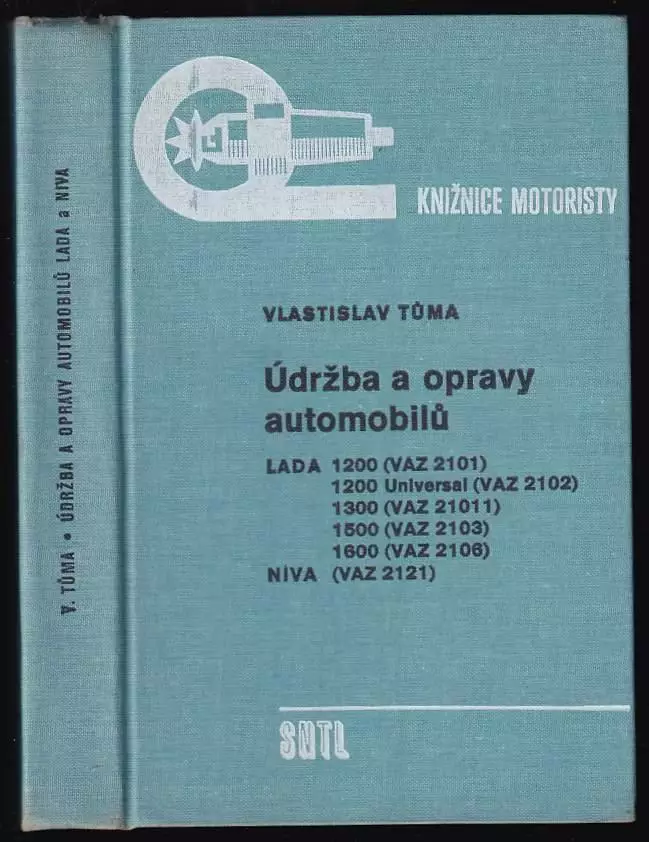 V. TŮMA • ÚDRŽBA A OPRAVY AUTOMOBILŮ LADA a NIVA
KNIŽNICE MOTORISTY
VLASTISLAV TŮMA
Údržba a opravy
automobilů
LADA 1200 (VAZ 2101)
1200 Universal (VAZ 2102)
1300 (VAZ 21011)
1500 (VAZ 2103)
1600 (VAZ 2106)
NIVA (VAZ 2121)
SNTL